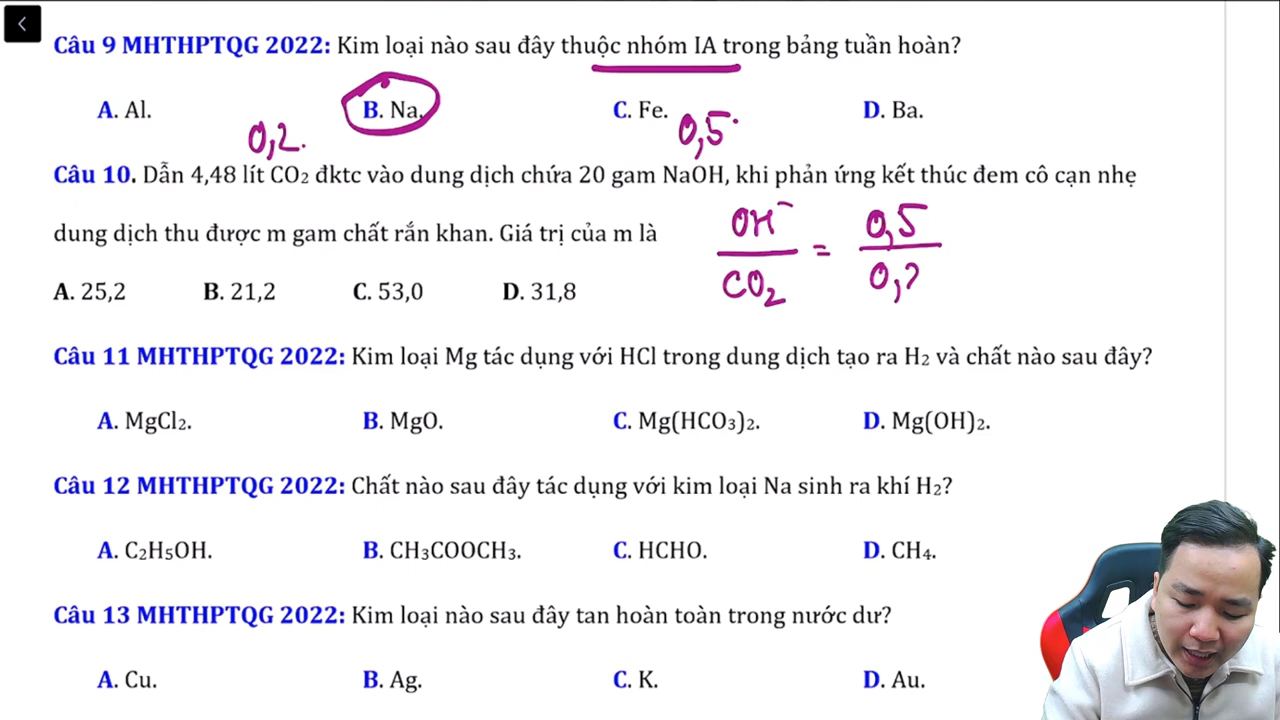 Câu 9 MHTHPTQG 2022: Kim loại nào sau đây thuộc nhóm IA trong bảng tuần hoàn?
A. Al. B. Na. C. Fe. D. Ba.
0,2. 0,5.
Câu 10. Dẫn 4,48 lít CO₂ đktc vào dung dịch chứa 20 gam NaOH, khi phản ứng kết thúc đem cô cạn nhẹ
dung dịch thu được m gam chất rắn khan. Giá trị của m là
OH⁻ / CO₂ = 0,5 / 0,2
A. 25,2 B. 21,2 C. 53,0 D. 31,8
Câu 11 MHTHPTQG 2022: Kim loại Mg tác dụng với HCl trong dung dịch tạo ra H₂ và chất nào sau đây?
A. MgCl₂. B. MgO. C. Mg(HCO₃)₂. D. Mg(OH)₂.
Câu 12 MHTHPTQG 2022: Chất nào sau đây tác dụng với kim loại Na sinh ra khí H₂?
A. C₂H₅OH. B. CH₃COOCH₃. C. HCHO. D. CH₄.
Câu 13 MHTHPTQG 2022: Kim loại nào sau đây tan hoàn toàn trong nước dư?
A. Cu. B. Ag. C. K. D. Au.